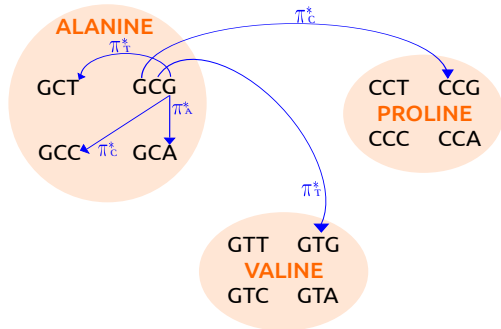 π*C
ALANINE
π*T
GCT GCG
π*A
GCC π*C GCA
CCT CCG
PROLINE
CCC CCA
π*T
GTT GTG
VALINE
GTC GTA